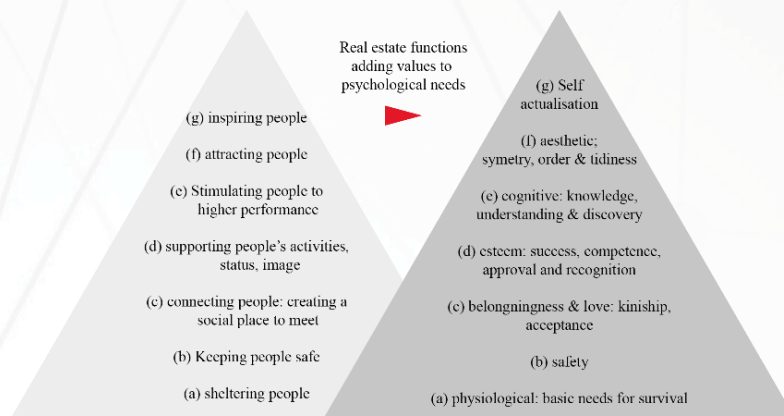 Real estate functions
adding values to
psychological needs
(g) inspiring people
(f) attracting people
(e) Stimulating people to
higher performance
(d) supporting people's activities,
status, image
(c) connecting people: creating a
social place to meet
(b) Keeping people safe
(a) sheltering people
(g) Self
actualisation
(f) aesthetic;
symetry, order & tidiness
(e) cognitive: knowledge,
understanding & discovery
(d) esteem: success, competence,
approval and recognition
(c) belongningness & love: kiniship,
acceptance
(b) safety
(a) physiological: basic needs for survival